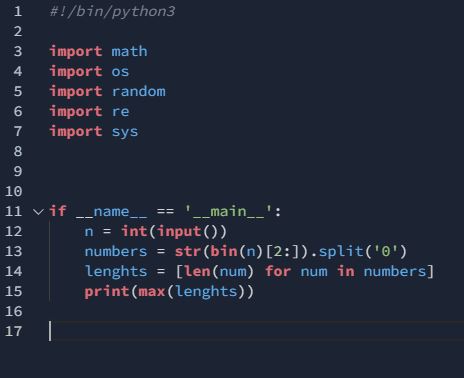 1 #!/bin/python3
2
3 import math
4 import os
5 import random
6 import re
7 import sys
8
9
10
11 if __name__ == '__main__':
12     n = int(input())
13     numbers = str(bin(n)[2:]).split('0')
14     lenghts = [len(num) for num in numbers]
15     print(max(lenghts))
16
17